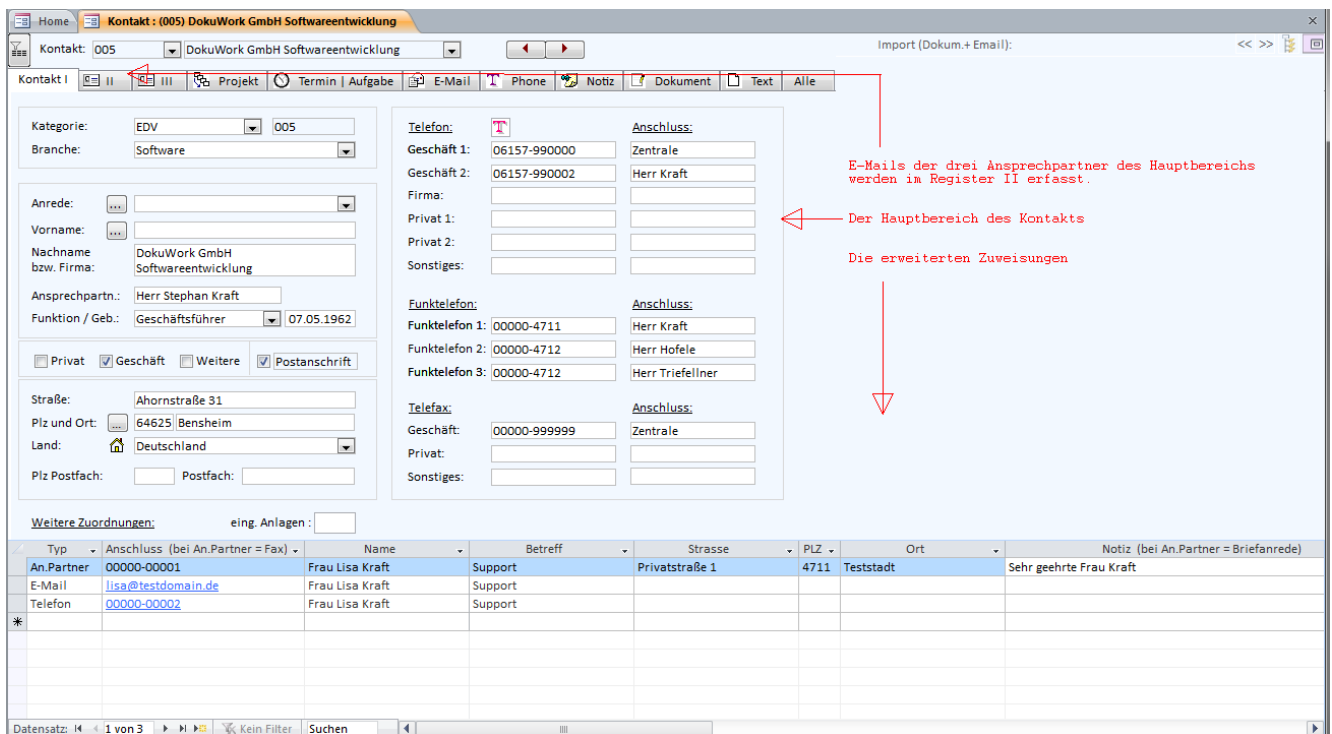 Home Kontakt : (005) DokuWork GmbH Softwareentwicklung
Kontakt: 005 DokuWork GmbH Softwareentwicklung Import (Dokum.+ Email): << >>
Kontakt I II III Projekt Termin | Aufgabe E-Mail Phone Notiz Dokument Text Alle
Kategorie: EDV 005
Branche: Software
Anrede: ...
Vorname: ...
Nachname
bzw. Firma:
DokuWork GmbH
Softwareentwicklung
Ansprechpartn.: Herr Stephan Kraft
Funktion / Geb.: Geschäftsführer 07.05.1962
Privat Geschäft Weitere Postanschrift
Straße: Ahornstraße 31
Plz und Ort: ... 64625 Bensheim
Land: Deutschland
Plz Postfach: Postfach:
Telefon: T Anschluss:
Geschäft 1: 06157-990000 Zentrale
Geschäft 2: 06157-990002 Herr Kraft
Firma:
Privat 1:
Privat 2:
Sonstiges:
Funktelefon: Anschluss:
Funktelefon 1: 00000-4711 Herr Kraft
Funktelefon 2: 00000-4712 Herr Hofele
Funktelefon 3: 00000-4712 Herr Triefellner
Telefax: Anschluss:
Geschäft: 00000-999999 Zentrale
Privat:
Sonstiges:
E-Mails der drei Ansprechpartner des Hauptbereichs
werden im Register II erfasst.
Der Hauptbereich des Kontakts
Die erweiterten Zuweisungen
Weitere Zuordnungen: eing. Anlagen :
Typ Anschluss (bei An.Partner = Fax) Name Betreff Strasse PLZ Ort Notiz (bei An.Partner = Briefanrede)
An.Partner 00000-00001 Frau Lisa Kraft Support Privatstraße 1 4711 Teststadt Sehr geehrte Frau Kraft
E-Mail lisa@testdomain.de Frau Lisa Kraft Support
Telefon 00000-00002 Frau Lisa Kraft Support
Datensatz: 1 von 3 Kein Filter Suchen